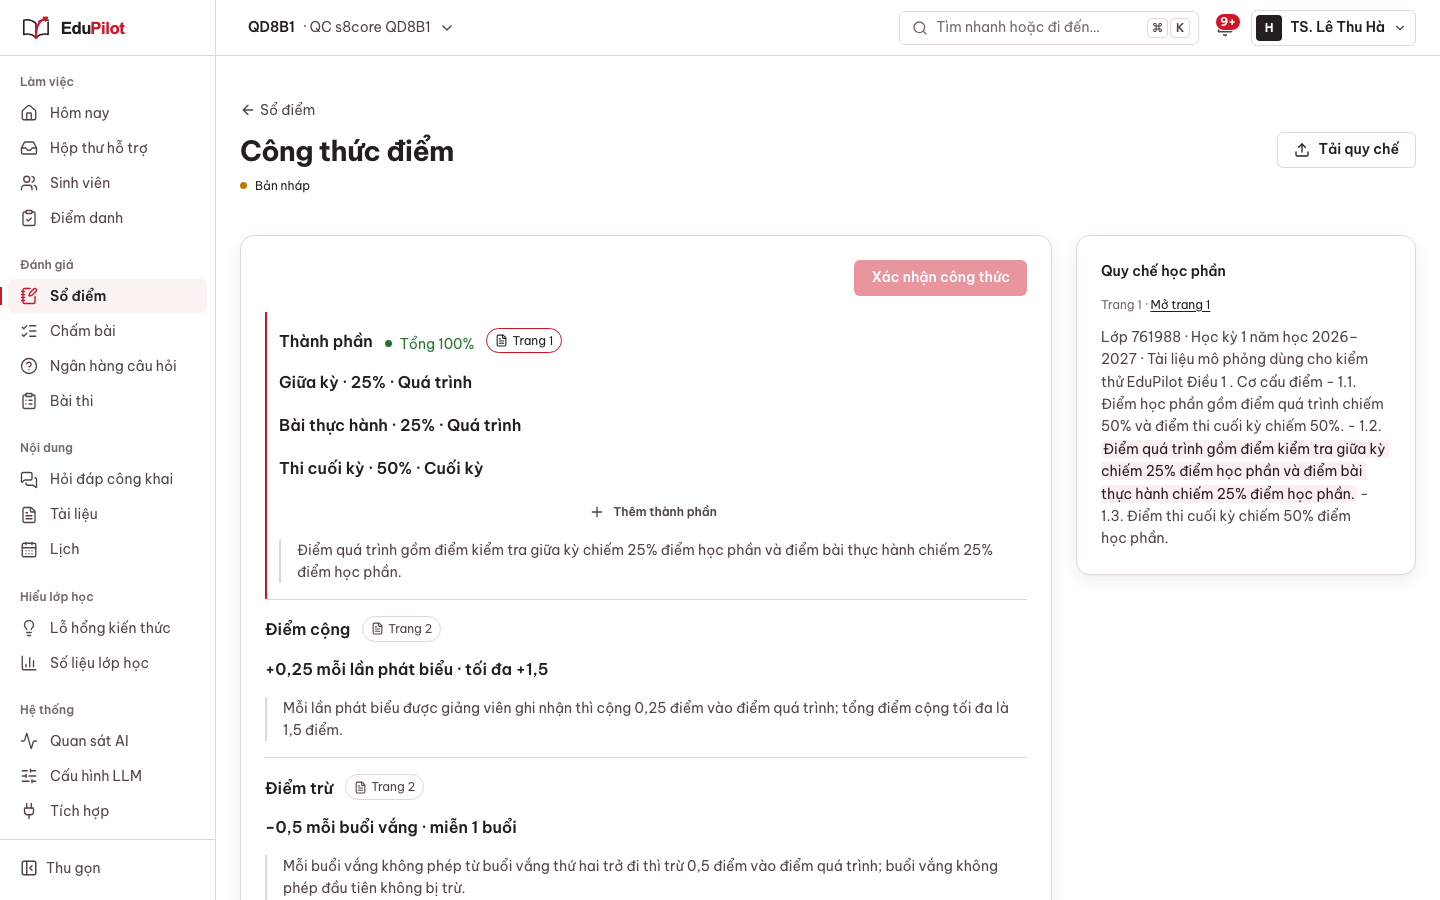 EduPilot
QD8B1 · QC s8core QD8B1
Tìm nhanh hoặc đi đến...
⌘ K
9+
H
TS. Lê Thu Hà
Làm việc
Hôm nay
Hộp thư hỗ trợ
Sinh viên
Điểm danh
Đánh giá
Sổ điểm
Chấm bài
Ngân hàng câu hỏi
Bài thi
Nội dung
Hỏi đáp công khai
Tài liệu
Lịch
Hiểu lớp học
Lỗ hổng kiến thức
Số liệu lớp học
Hệ thống
Quan sát AI
Cấu hình LLM
Tích hợp
Thu gọn
Sổ điểm
Công thức điểm
Bản nháp
Tải quy chế
Xác nhận công thức
Thành phần
Tổng 100%
Trang 1
Giữa kỳ · 25% · Quá trình
Bài thực hành · 25% · Quá trình
Thi cuối kỳ · 50% · Cuối kỳ
Thêm thành phần
Điểm quá trình gồm điểm kiểm tra giữa kỳ chiếm 25% điểm học phần và điểm bài thực hành chiếm 25%
điểm học phần.
Điểm cộng
Trang 2
+0,25 mỗi lần phát biểu · tối đa +1,5
Mỗi lần phát biểu được giảng viên ghi nhận thì cộng 0,25 điểm vào điểm quá trình; tổng điểm cộng tối đa là
1,5 điểm.
Điểm trừ
Trang 2
−0,5 mỗi buổi vắng · miễn 1 buổi
Mỗi buổi vắng không phép từ buổi vắng thứ hai trở đi thì trừ 0,5 điểm vào điểm quá trình; buổi vắng không
phép đầu tiên không bị trừ.
Quy chế học phần
Trang 1 · Mở trang 1
Lớp 761988 · Học kỳ 1 năm học 2026–
2027 · Tài liệu mô phỏng dùng cho kiểm
thử EduPilot Điều 1 . Cơ cấu điểm - 1.1.
Điểm học phần gồm điểm quá trình chiếm
50% và điểm thi cuối kỳ chiếm 50%. - 1.2.
Điểm quá trình gồm điểm kiểm tra giữa kỳ
chiếm 25% điểm học phần và điểm bài
thực hành chiếm 25% điểm học phần. -
1.3. Điểm thi cuối kỳ chiếm 50% điểm
học phần.